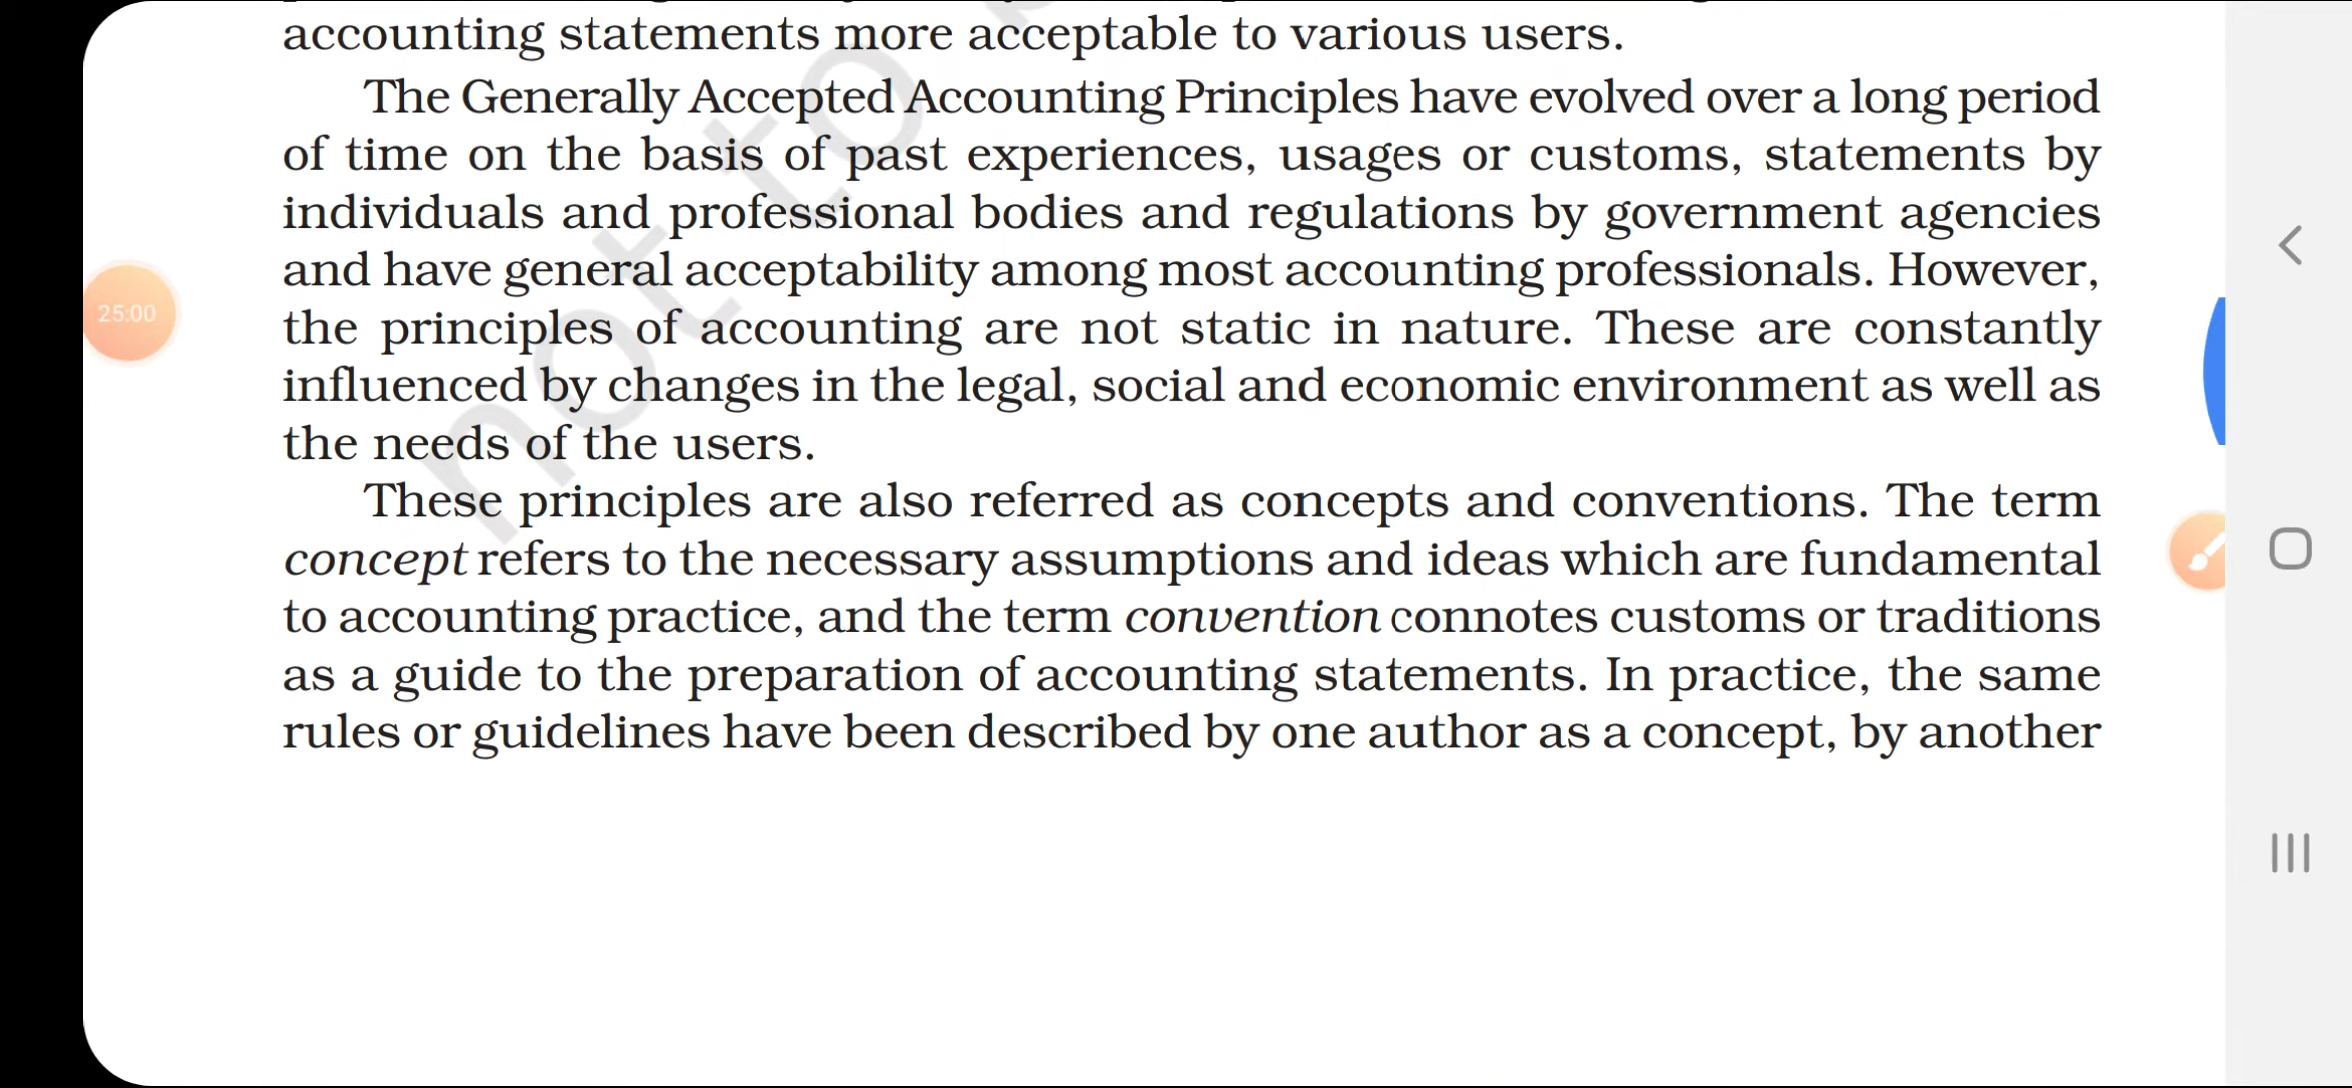 accounting statements more acceptable to various users.
The Generally Accepted Accounting Principles have evolved over a long period
of time on the basis of past experiences, usages or customs, statements by
individuals and professional bodies and regulations by government agencies
and have general acceptability among most accounting professionals. However,
the principles of accounting are not static in nature. These are constantly
influenced by changes in the legal, social and economic environment as well as
the needs of the users.
These principles are also referred as concepts and conventions. The term
concept refers to the necessary assumptions and ideas which are fundamental
to accounting practice, and the term convention connotes customs or traditions
as a guide to the preparation of accounting statements. In practice, the same
rules or guidelines have been described by one author as a concept, by another
25:00
not to